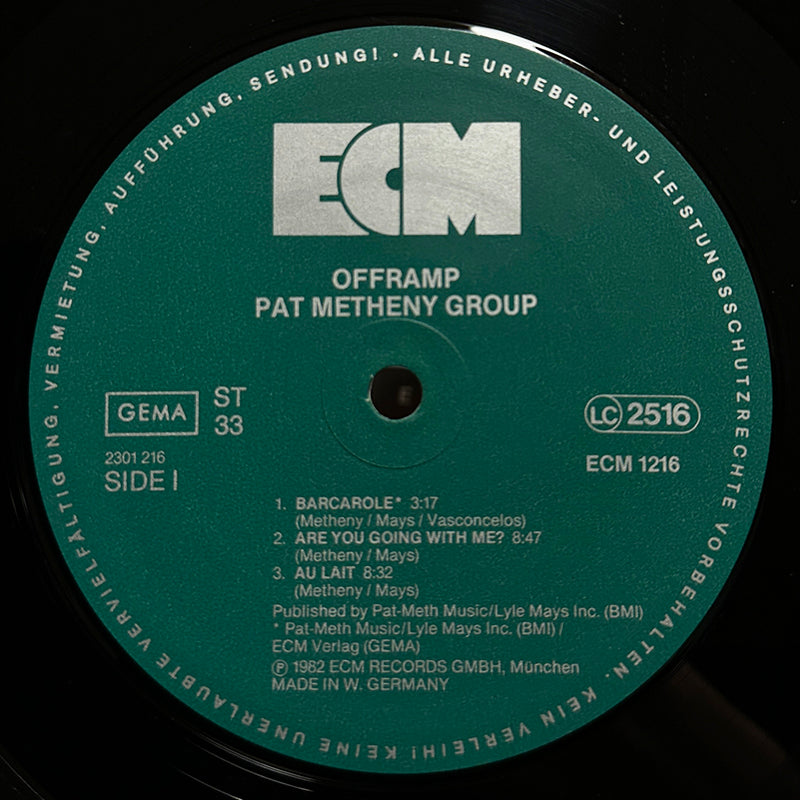 ECM
OFFRAMP
PAT METHENY GROUP
GEMA
ST
33
2301 216
SIDE I
LC 2516
ECM 1216
1. BARCAROLE* 3:17
(Metheny / Mays / Vasconcelos)
2. ARE YOU GOING WITH ME? 8:47
(Metheny / Mays)
3. AU LAIT 8:32
(Metheny / Mays)
Published by Pat-Meth Music/Lyle Mays Inc. (BMI)
* Pat-Meth Music/Lyle Mays Inc. (BMI) /
ECM Verlag (GEMA)
℗ 1982 ECM RECORDS GMBH, München
MADE IN W. GERMANY
ALLE URHEBER- UND LEISTUNGSSCHUTZRECHTE VORBEHALTEN. KEIN VERLEIH! KEINE UNERLAUBTE VERVIELFÄLTIGUNG, VERMIETUNG, AUFFÜHRUNG, SENDUNG! ·